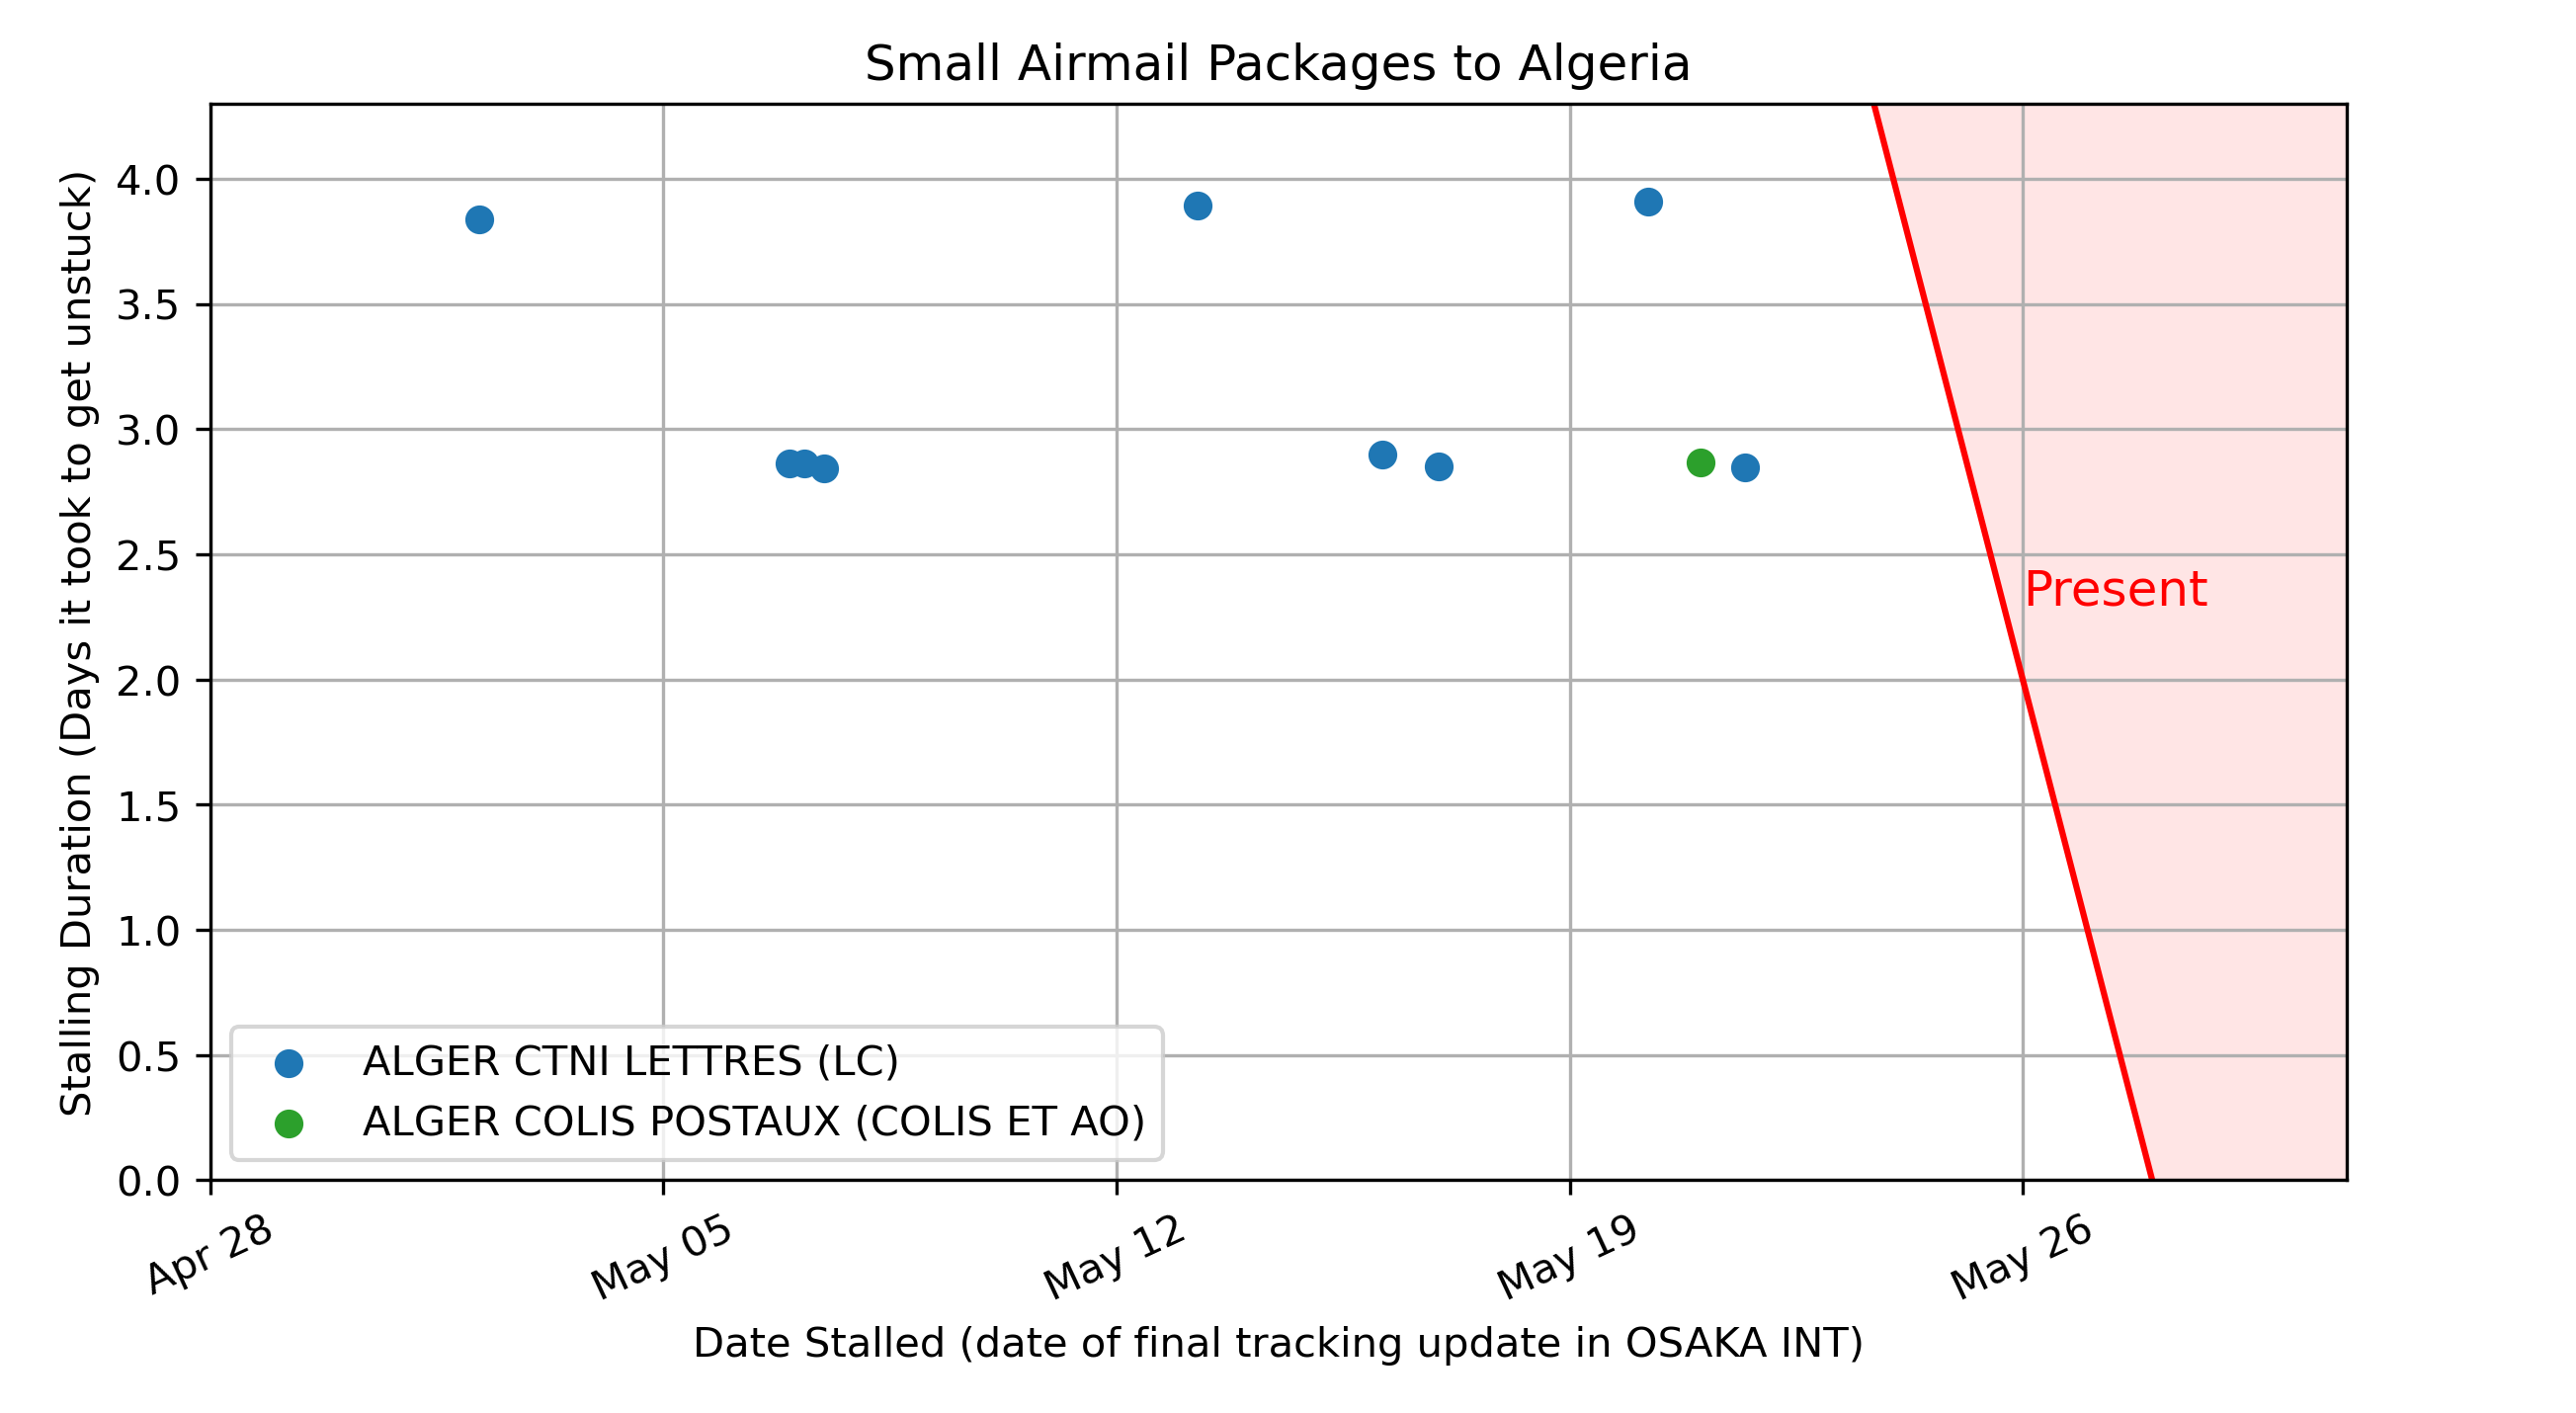 Small Airmail Packages to Algeria
Stalling Duration (Days it took to get unstuck)
4.0
3.5
3.0
2.5
2.0
1.5
1.0
0.5
0.0
Present
ALGER CTNI LETTRES (LC)
ALGER COLIS POSTAUX (COLIS ET AO)
Apr 28
May 05
May 12
May 19
May 26
Date Stalled (date of final tracking update in OSAKA INT)